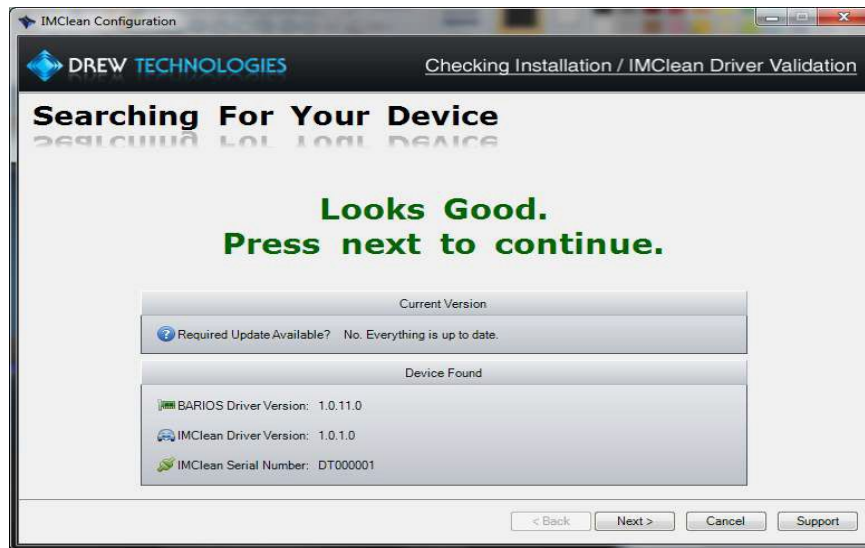 IMClean Configuration
DREW TECHNOLOGIES
Checking Installation / IMClean Driver Validation
Searching For Your Device
Looks Good.
Press next to continue.
Current Version
Required Update Available? No. Everything is up to date.
Device Found
BARIOS Driver Version: 1.0.11.0
IMClean Driver Version: 1.0.1.0
IMClean Serial Number: DT000001
< Back Next > Cancel Support